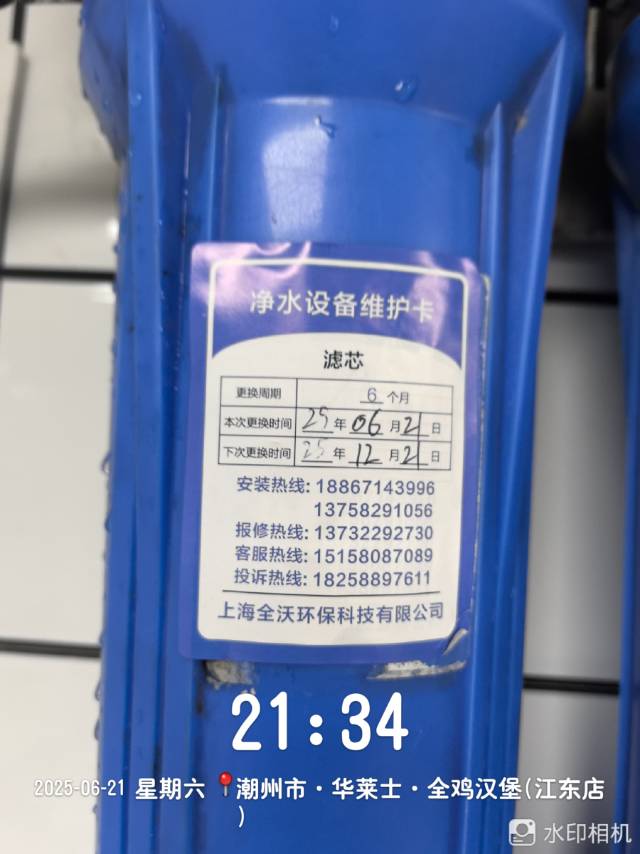 净水设备维护卡
滤芯
更换周期 6 个月
本次更换时间 25 年 06 月 21 日
下次更换时间 25 年 12 月 21 日
安装热线: 18867143996
13758291056
报修热线: 13732292730
客服热线: 15158087089
投诉热线: 18258897611
上海全沃环保科技有限公司
21:34
2025-06-21 星期六 潮州市·华莱士·全鸡汉堡(江东店
)
水印相机